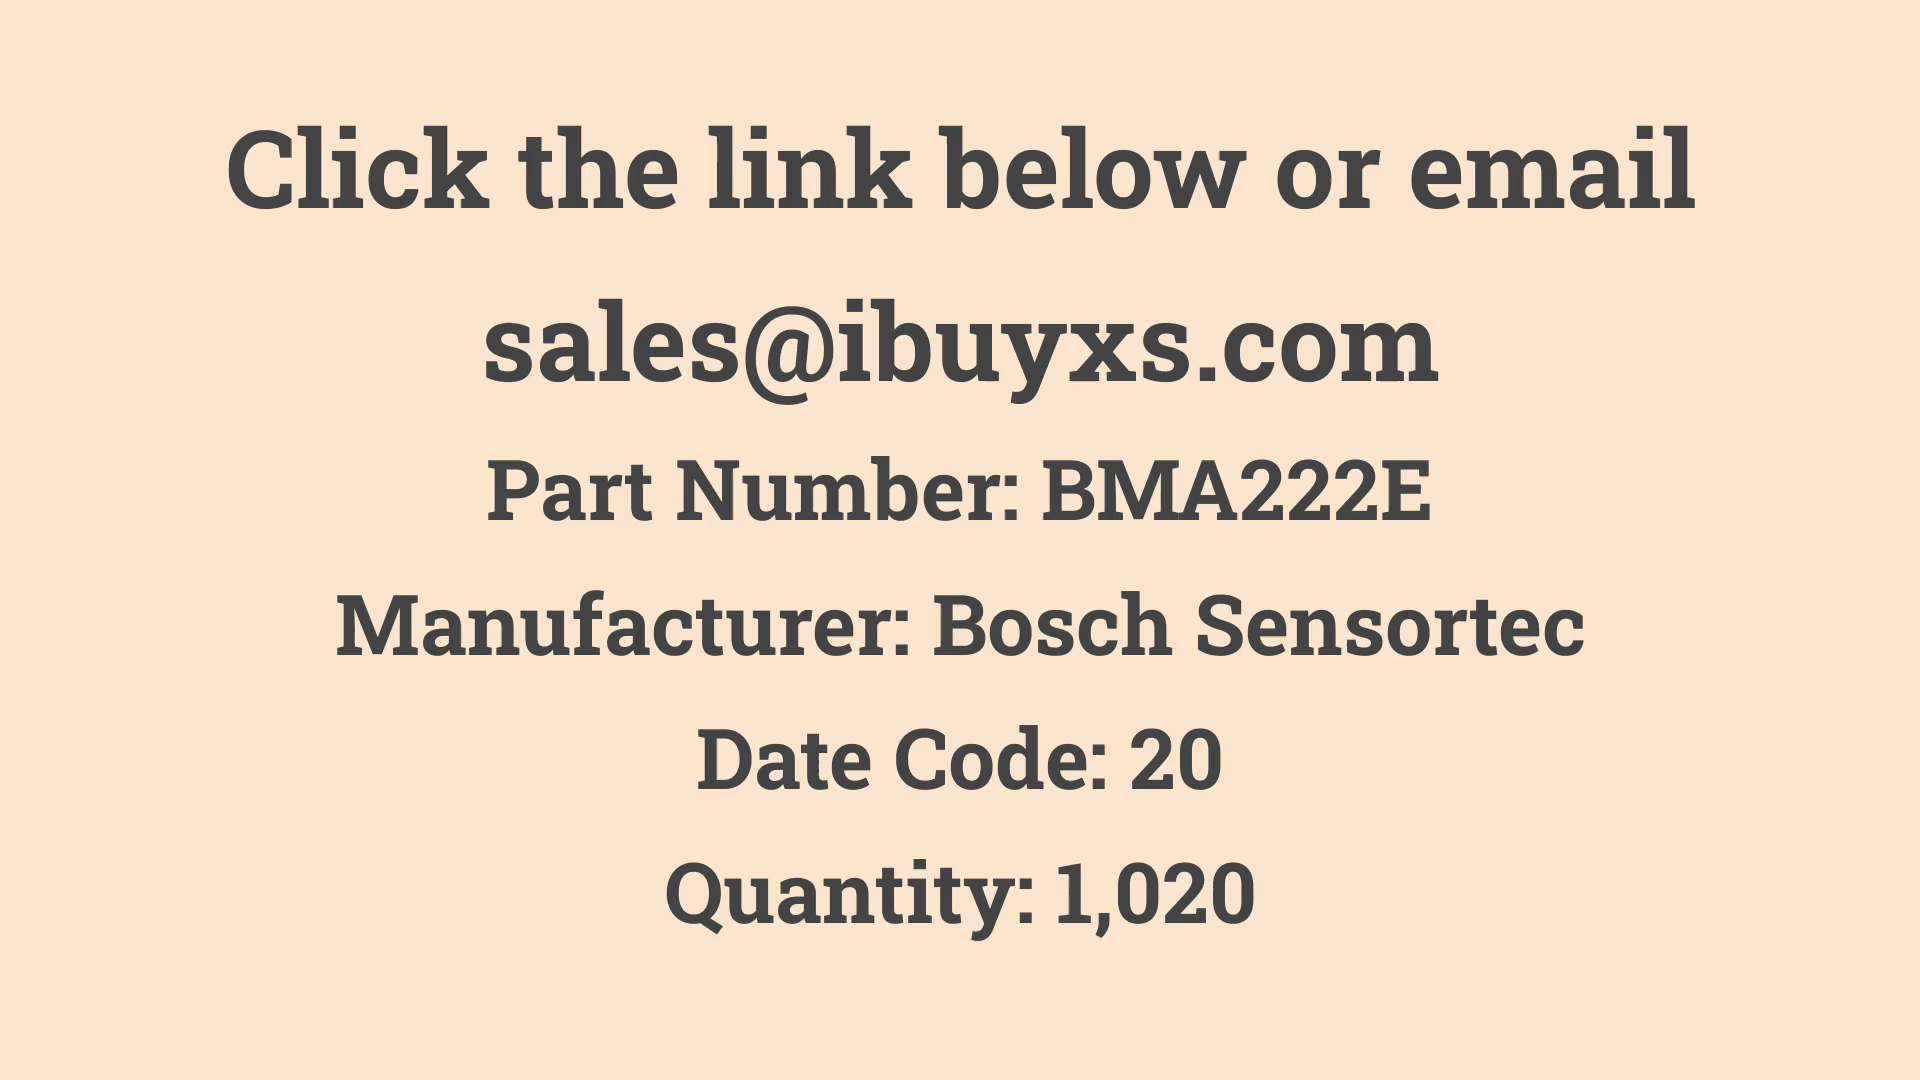 Click the link below or email
sales@ibuyxs.com
Part Number: BMA222E
Manufacturer: Bosch Sensortec
Date Code: 20
Quantity: 1,020